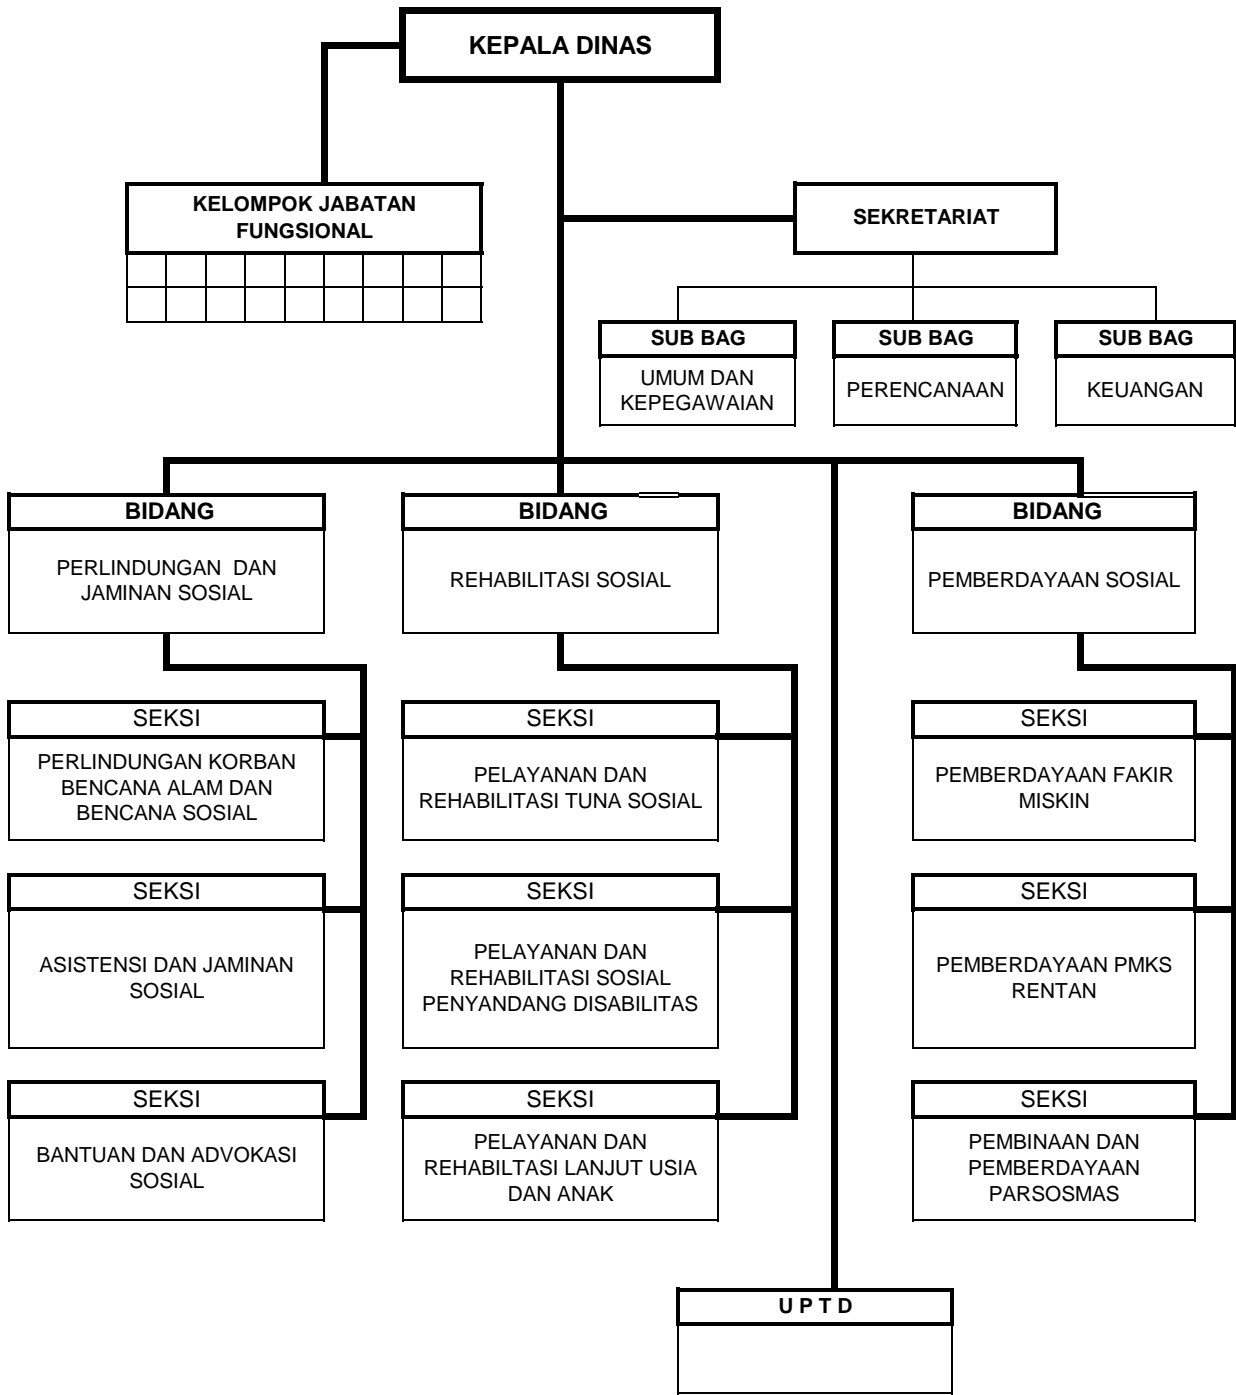 KEPALA DINAS
KELOMPOK JABATAN
FUNGSIONAL
SEKRETARIAT
SUB BAG
UMUM DAN
KEPEGAWAIAN
SUB BAG
PERENCANAAN
SUB BAG
KEUANGAN
BIDANG
PERLINDUNGAN DAN
JAMINAN SOSIAL
BIDANG
REHABILITASI SOSIAL
BIDANG
PEMBERDAYAAN SOSIAL
SEKSI
PERLINDUNGAN KORBAN
BENCANA ALAM DAN
BENCANA SOSIAL
SEKSI
PELAYANAN DAN
REHABILITASI TUNA SOSIAL
SEKSI
PEMBERDAYAAN FAKIR
MISKIN
SEKSI
ASISTENSI DAN JAMINAN
SOSIAL
SEKSI
PELAYANAN DAN
REHABILITASI SOSIAL
PENYANDANG DISABILITAS
SEKSI
PEMBERDAYAAN PMKS
RENTAN
SEKSI
BANTUAN DAN ADVOKASI
SOSIAL
SEKSI
PELAYANAN DAN
REHABILTASI LANJUT USIA
DAN ANAK
SEKSI
PEMBINAAN DAN
PEMBERDAYAAN
PARSOSMAS
U P T D